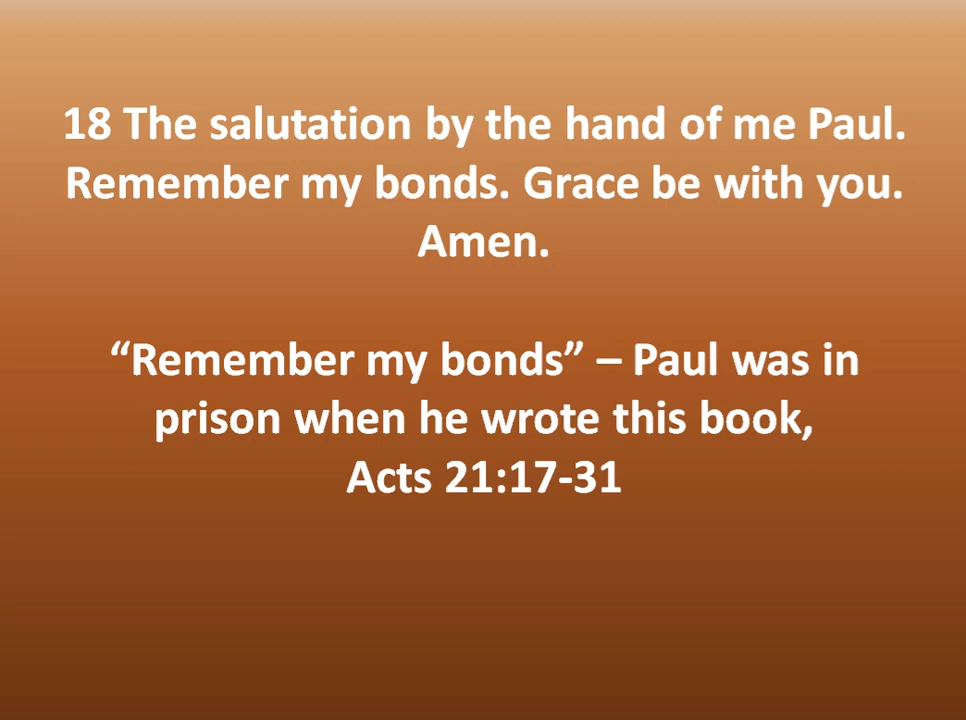 18 The salutation by the hand of me Paul.
Remember my bonds. Grace be with you.
Amen.
“Remember my bonds” – Paul was in
prison when he wrote this book,
Acts 21:17-31